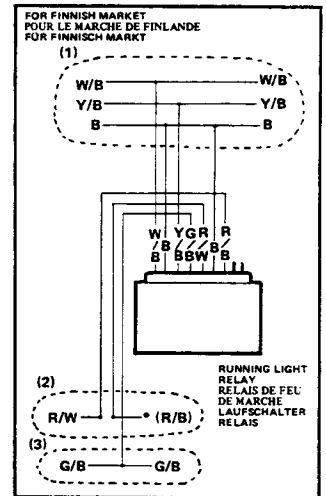 FOR FINNISH MARKET
POUR LE MARCHE DE FINLANDE
FÜR FINNISCH MARKT
(1)
W/B W/B
Y/B Y/B
B B
W/B B Y/B G/B R/W B R/B
RUNNING LIGHT
RELAY
RELAIS DE FEU
DE MARCHE
LAUFSCHALTER
RELAIS
(2)
R/W (R/B)
(3)
G/B G/B